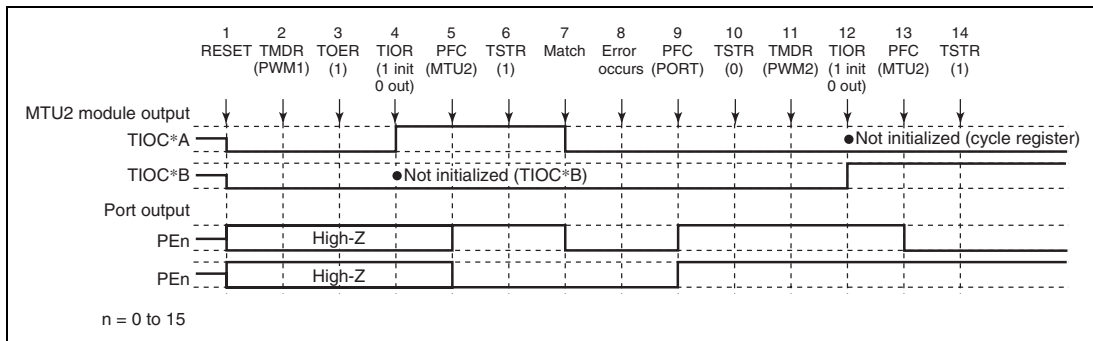 1 2 3 4 5 6 7 8 9 10 11 12 13 14
RESET TMDR TOER TIOR PFC TSTR Match Error PFC TSTR TMDR TIOR PFC TSTR
(PWM1) (1) (1 init (MTU2) (1) occurs (PORT) (0) (PWM2) (1 init (MTU2) (1)
0 out) 0 out)
MTU2 module output
TIOC*A ●Not initialized (cycle register)
TIOC*B ●Not initialized (TIOC*B)
Port output
PEn High-Z
PEn High-Z
n = 0 to 15